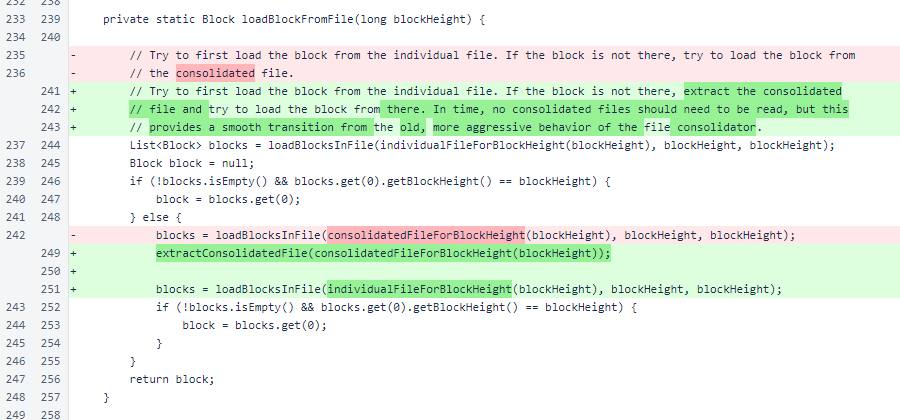 232 238
233 239 private static Block loadBlockFromFile(long blockHeight) {
234 240
235 - // Try to first load the block from the individual file. If the block is not there, try to load the block from
236 - // the consolidated file.
241 + // Try to first load the block from the individual file. If the block is not there, extract the consolidated
242 + // file and try to load the block from there. In time, no consolidated files should need to be read, but this
243 + // provides a smooth transition from the old, more aggressive behavior of the file consolidator.
237 244 List<Block> blocks = loadBlocksInFile(individualFileForBlockHeight(blockHeight), blockHeight, blockHeight);
238 245 Block block = null;
239 246 if (!blocks.isEmpty() && blocks.get(0).getBlockHeight() == blockHeight) {
240 247 block = blocks.get(0);
241 248 } else {
242 - blocks = loadBlocksInFile(consolidatedFileForBlockHeight(blockHeight), blockHeight, blockHeight);
249 + extractConsolidatedFile(consolidatedFileForBlockHeight(blockHeight));
250 +
251 + blocks = loadBlocksInFile(individualFileForBlockHeight(blockHeight), blockHeight, blockHeight);
243 252 if (!blocks.isEmpty() && blocks.get(0).getBlockHeight() == blockHeight) {
244 253 block = blocks.get(0);
245 254 }
246 255 }
247 256 return block;
248 257 }
249 258